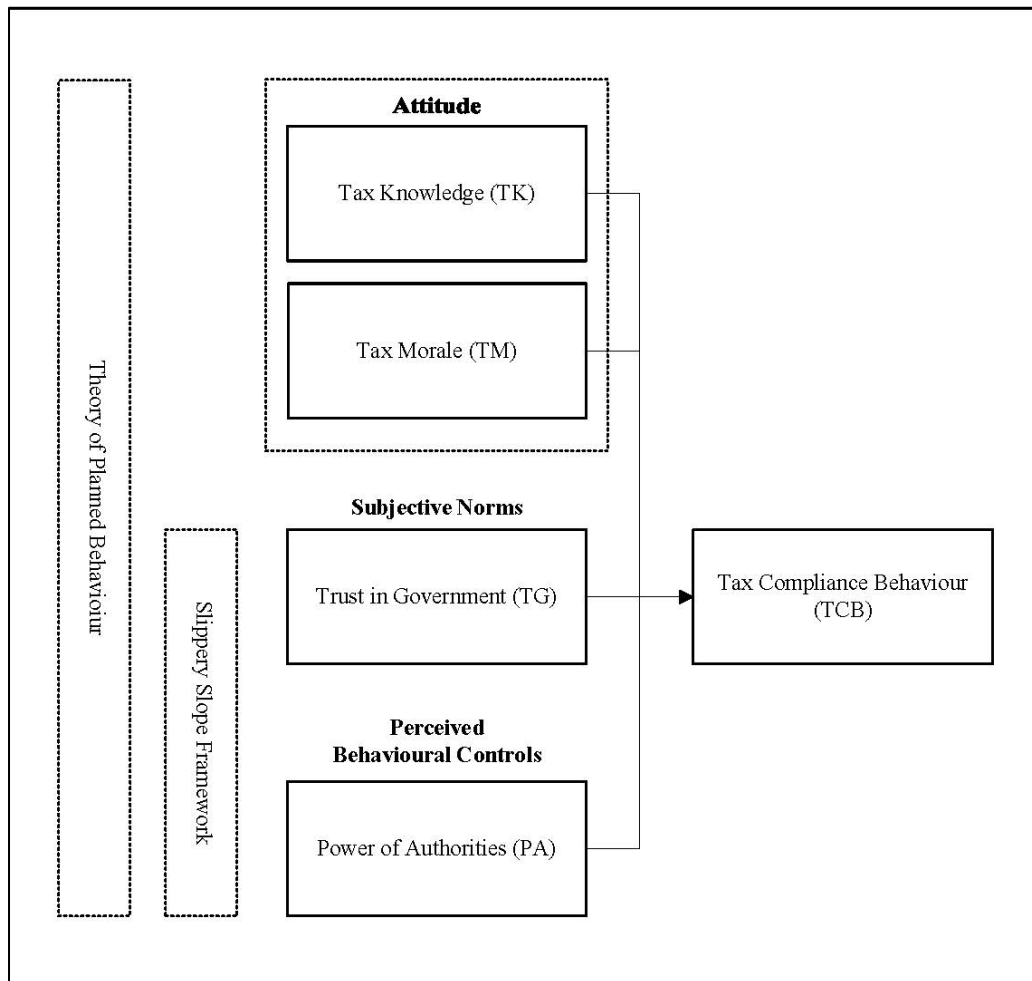 Theory of Planned Behavioiur
Slippery Slope Framework
Attitude
Tax Knowledge (TK)
Tax Morale (TM)
Subjective Norms
Trust in Government (TG)
Perceived
Behavioural Controls
Power of Authorities (PA)
Tax Compliance Behaviour
(TCB)